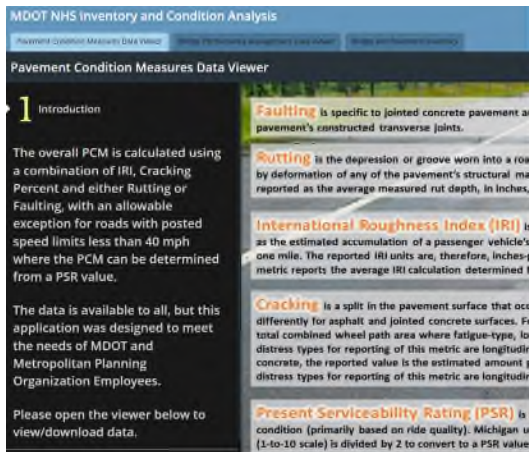 MDOT NHS Inventory and Condition Analysis
Pavement Condition Measures Data Viewer
Pavement Condition Measures Data Viewer
1 Introduction
The overall PCM is calculated using
a combination of IRI, Cracking
Percent and either Rutting or
Faulting, with an allowable
exception for roads with posted
speed limits less than 40 mph
where the PCM can be determined
from a PSR value.
The data is available to all, but this
application was designed to meet
the needs of MDOT and
Metropolitan Planning
Organization Employees.
Please open the viewer below to
view/download data.
Faulting is specific to jointed concrete pavement
pavement's constructed transverse joints.
Rutting is the depression or groove worn into a
by deformation of any of the pavement's structural
reported as the average measured rut depth, in inches,
International Roughness Index (IRI)
as the estimated accumulation of a passenger vehicle's
one mile. The reported IRI units are, therefore,
metric reports the average IRI calculation determined
Cracking is a split in the pavement surface that
differently for asphalt and jointed concrete surfaces.
total combined wheel path area where fatigue-type,
distress types for reporting of this metric are
concrete, the reported value is the estimated amount
distress types for reporting of this metric are
Present Serviceability Rating (PSR) is
condition (primarily based on ride quality). Michigan
(1-to-10 scale) is divided by 2 to convert to a PSR value